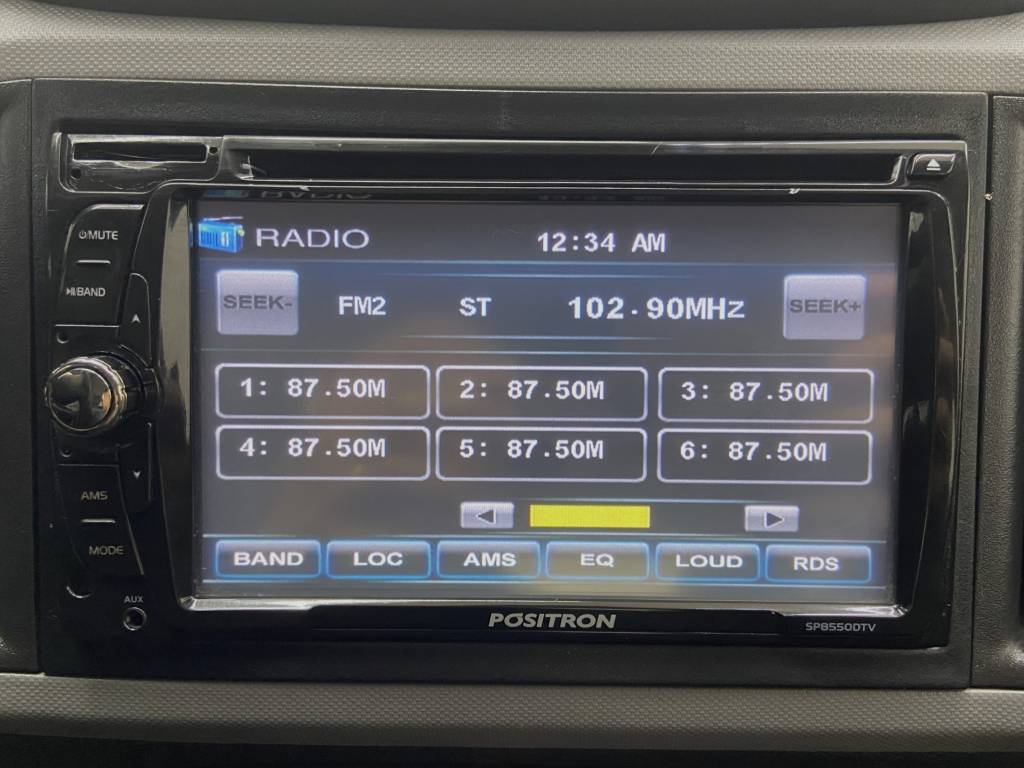 RADIO 12:34 AM
SEEK- FM2 ST 102.90MHz SEEK+
1: 87.50M 2: 87.50M 3: 87.50M
4: 87.50M 5: 87.50M 6: 87.50M
BAND LOC AMS EQ LOUD RDS
MUTE
BAND
AMS
MODE
AUX
PÓSITRON
SP8550DTV